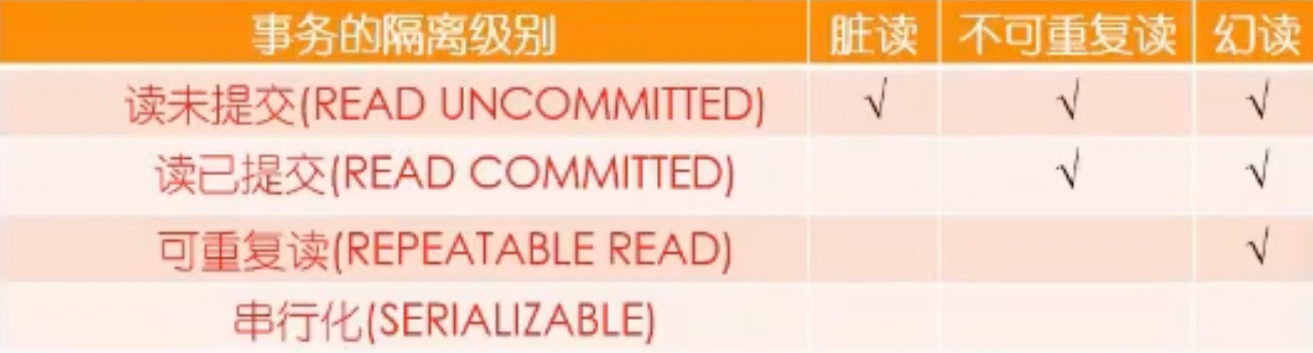 事务的隔离级别 脏读 不可重复读 幻读
读未提交(READ UNCOMMITTED) √ √ √
读已提交(READ COMMITTED) √ √
可重复读(REPEATABLE READ) √
串行化(SERIALIZABLE)